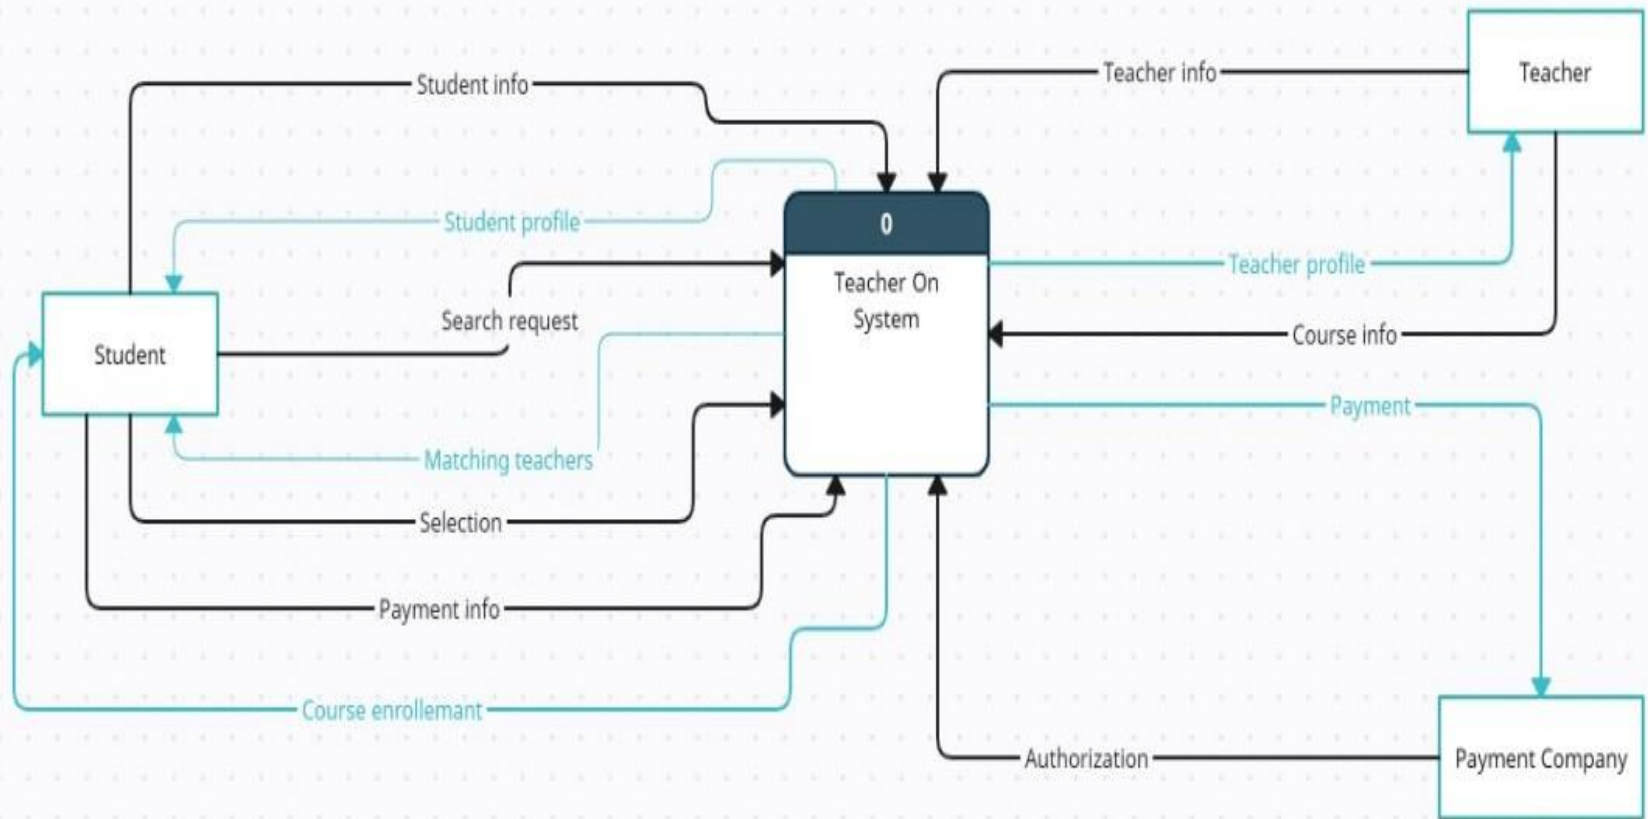 Teacher info
Teacher
Student info
Student profile
0
Teacher profile
Teacher On
System
Search request
Course info
Student
Payment
Matching teachers
Selection
Payment info
Course enrollemant
Authorization
Payment Company